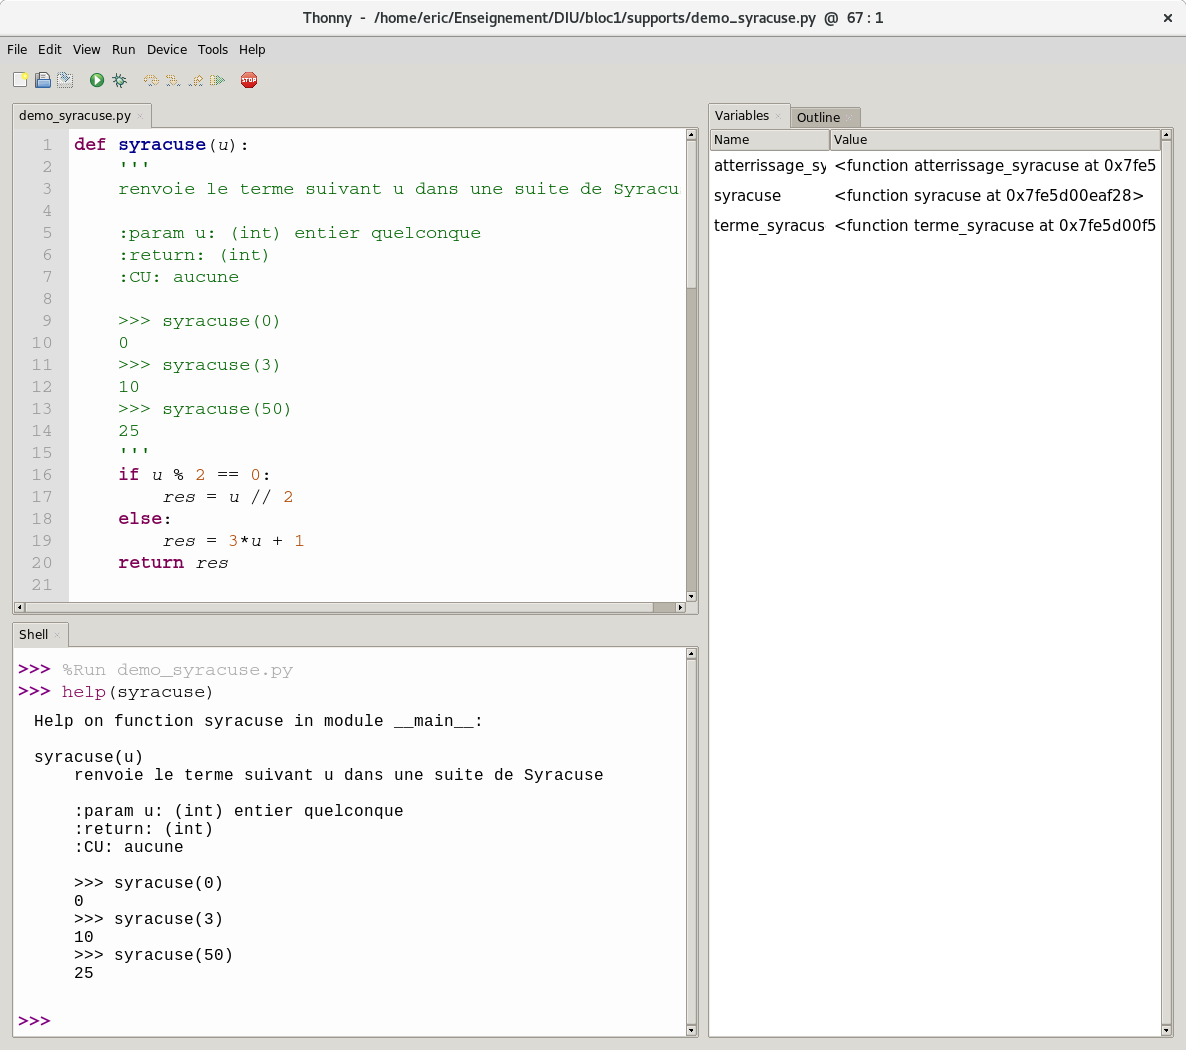 Thonny - /home/eric/Enseignement/DIU/bloc1/supports/demo_syracuse.py @ 67 : 1
File Edit View Run Device Tools Help
STOP
demo_syracuse.py
1 def syracuse(u):
2 '''
3 renvoie le terme suivant u dans une suite de Syracu
4
5 :param u: (int) entier quelconque
6 :return: (int)
7 :CU: aucune
8
9 >>> syracuse(0)
10 0
11 >>> syracuse(3)
12 10
13 >>> syracuse(50)
14 25
15 '''
16 if u % 2 == 0:
17 res = u // 2
18 else:
19 res = 3*u + 1
20 return res
21
Shell
>>> %Run demo_syracuse.py
>>> help(syracuse)
Help on function syracuse in module __main__:
syracuse(u)
renvoie le terme suivant u dans une suite de Syracuse
:param u: (int) entier quelconque
:return: (int)
:CU: aucune
>>> syracuse(0)
0
>>> syracuse(3)
10
>>> syracuse(50)
25
>>>
Variables Outline
Name Value
atterrissage_sy <function atterrissage_syracuse at 0x7fe5
syracuse <function syracuse at 0x7fe5d00eaf28>
terme_syracus <function terme_syracuse at 0x7fe5d00f5